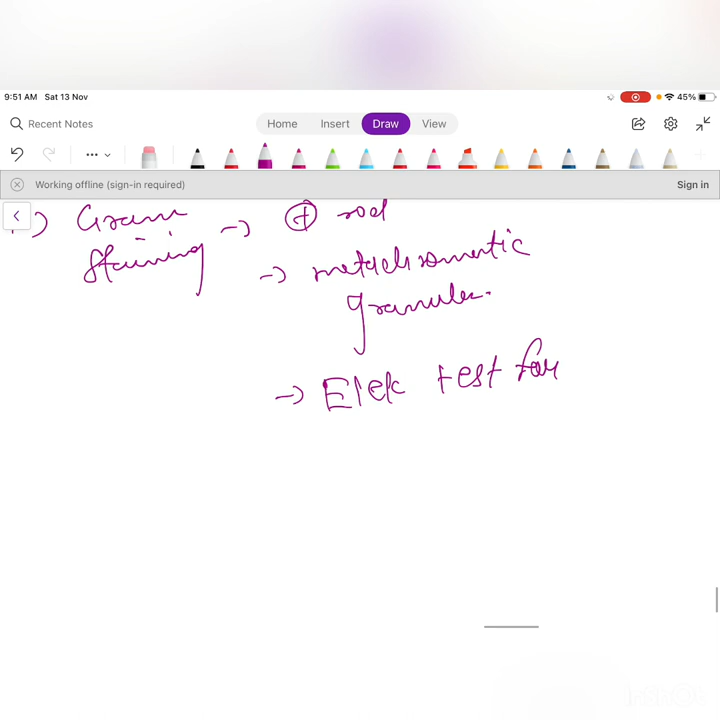 9:51 AM Sat 13 Nov 45%
Recent Notes Home Insert Draw View
Working offline (sign-in required) Sign in
) Gram → + rod
Staining
→ metachromatic
granules.
→ Elek test for